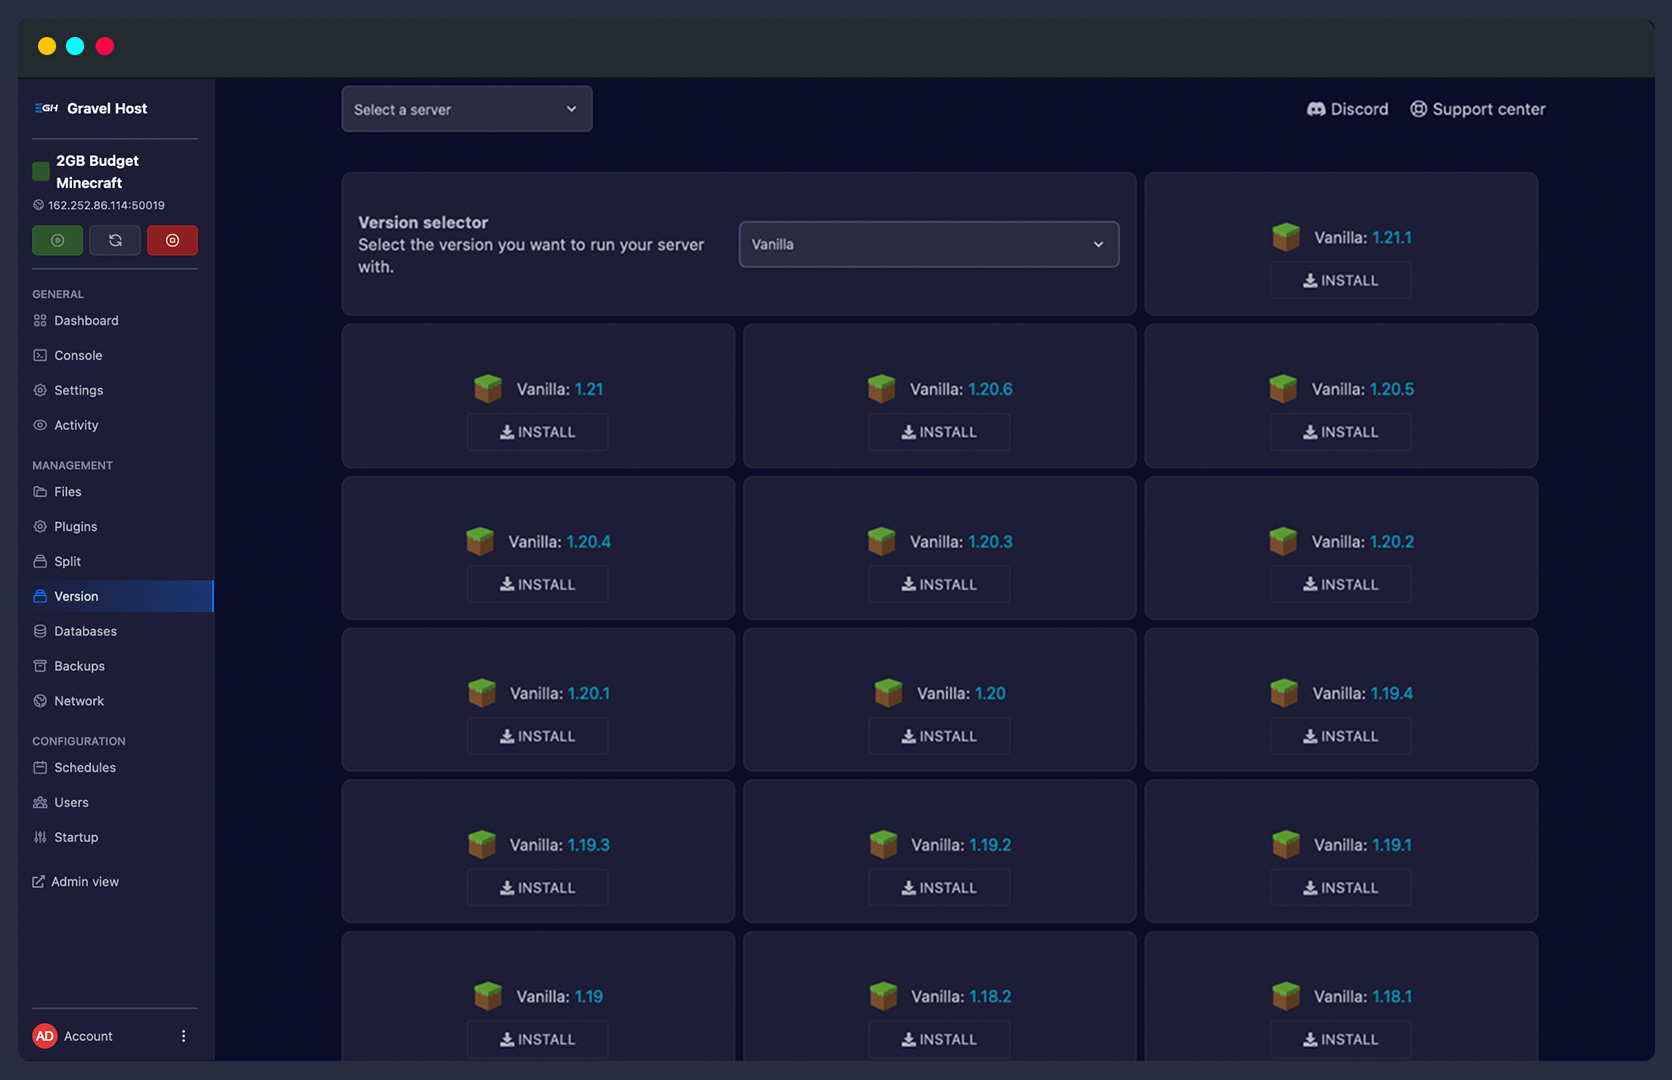 GH Gravel Host
2GB Budget
Minecraft
162.252.86.114:50019
GENERAL
Dashboard
Console
Settings
Activity
MANAGEMENT
Files
Plugins
Split
Version
Databases
Backups
Network
CONFIGURATION
Schedules
Users
Startup
Admin view
AD Account
Select a server
Discord
Support center
Version selector
Select the version you want to run your server
with.
Vanilla
Vanilla: 1.21.1
INSTALL
Vanilla: 1.21
INSTALL
Vanilla: 1.20.6
INSTALL
Vanilla: 1.20.5
INSTALL
Vanilla: 1.20.4
INSTALL
Vanilla: 1.20.3
INSTALL
Vanilla: 1.20.2
INSTALL
Vanilla: 1.20.1
INSTALL
Vanilla: 1.20
INSTALL
Vanilla: 1.19.4
INSTALL
Vanilla: 1.19.3
INSTALL
Vanilla: 1.19.2
INSTALL
Vanilla: 1.19.1
INSTALL
Vanilla: 1.19
INSTALL
Vanilla: 1.18.2
INSTALL
Vanilla: 1.18.1
INSTALL